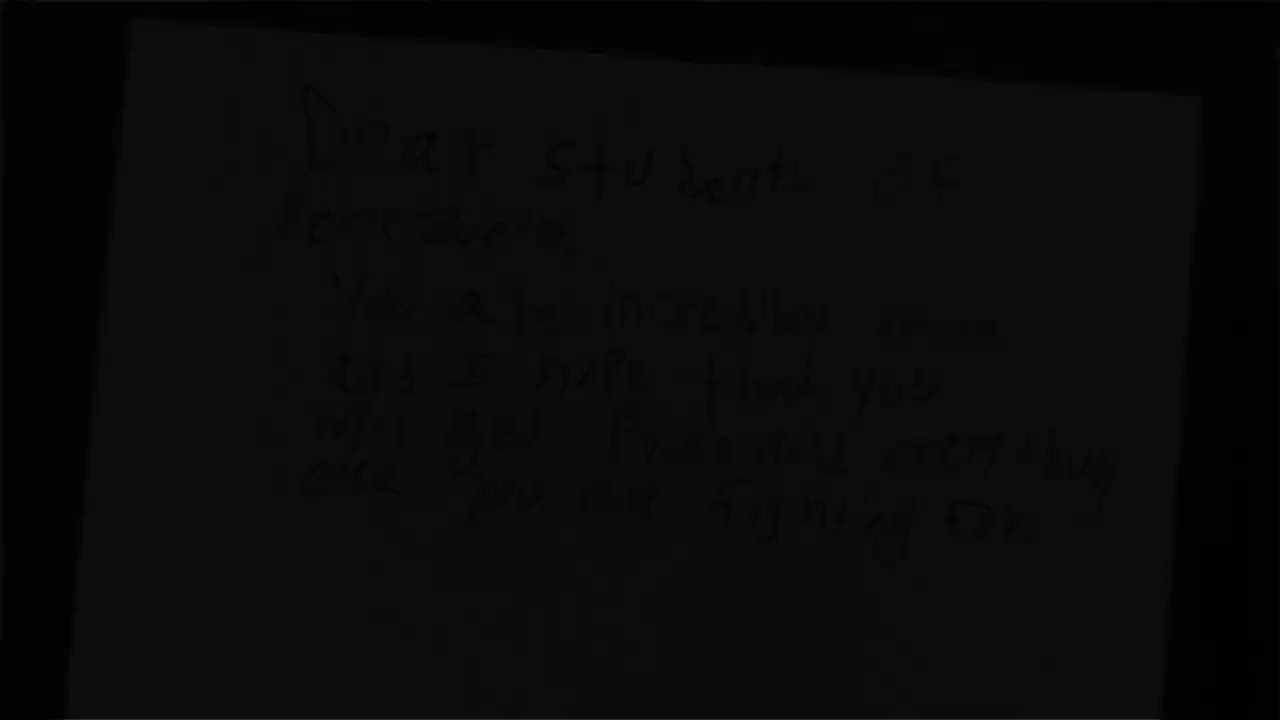 Dear students of
Venezuela,
You are incredibly
and I hope that you
will get and everything
else you are fighting for.